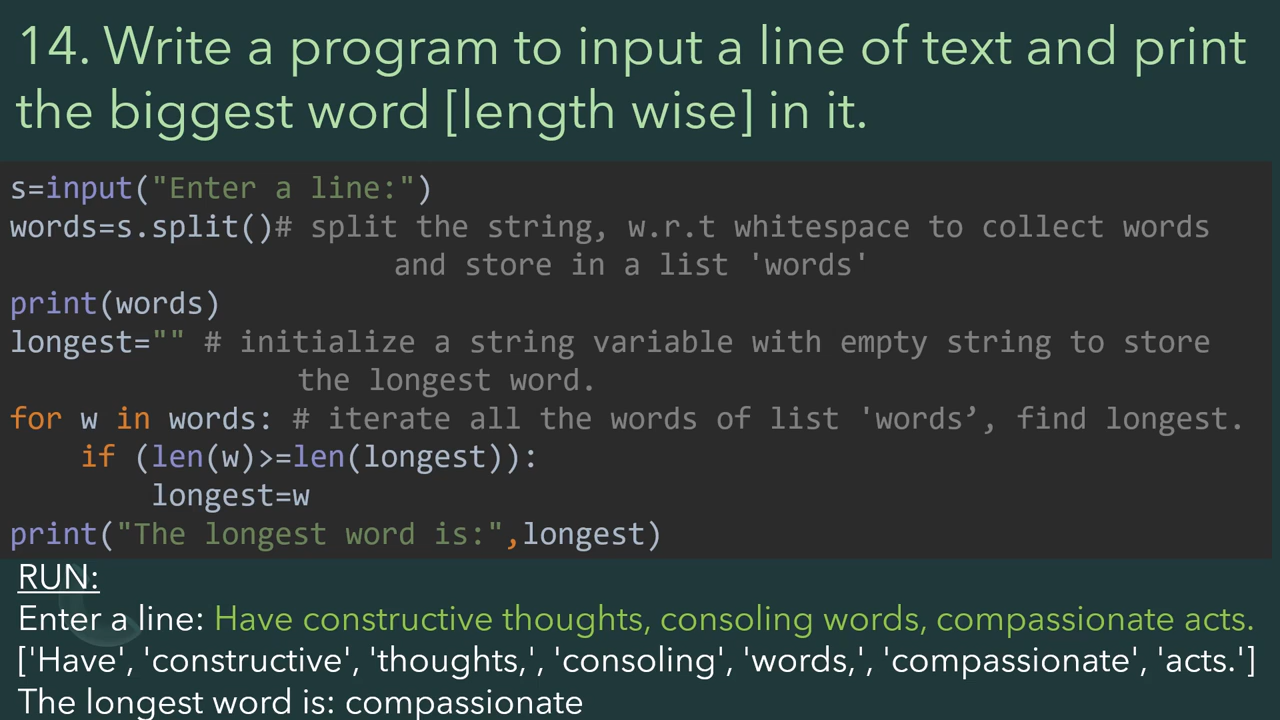 14. Write a program to input a line of text and print
the biggest word [length wise] in it.
s=input("Enter a line:")
words=s.split()# split the string, w.r.t whitespace to collect words
and store in a list 'words'
print(words)
longest="" # initialize a string variable with empty string to store
the longest word.
for w in words: # iterate all the words of list 'words’, find longest.
    if (len(w)>=len(longest)):
        longest=w
print("The longest word is:",longest)
RUN:
Enter a line: Have constructive thoughts, consoling words, compassionate acts.
['Have', 'constructive', 'thoughts,', 'consoling', 'words,', 'compassionate', 'acts.']
The longest word is: compassionate